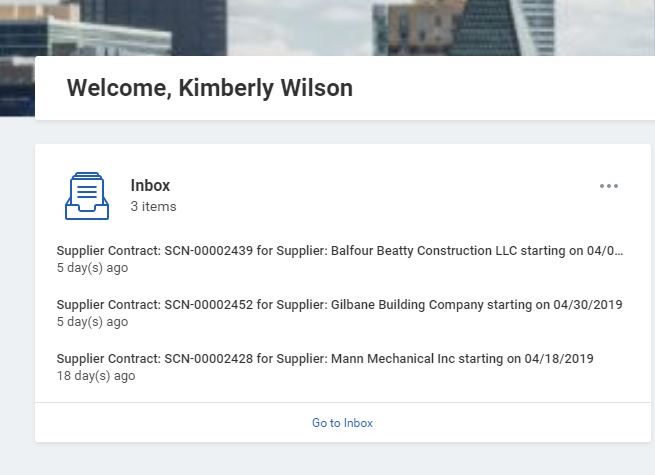 Welcome, Kimberly Wilson
Inbox
3 items
Supplier Contract: SCN-00002439 for Supplier: Balfour Beatty Construction LLC starting on 04/0...
5 day(s) ago
Supplier Contract: SCN-00002452 for Supplier: Gilbane Building Company starting on 04/30/2019
5 day(s) ago
Supplier Contract: SCN-00002428 for Supplier: Mann Mechanical Inc starting on 04/18/2019
18 day(s) ago
Go to Inbox